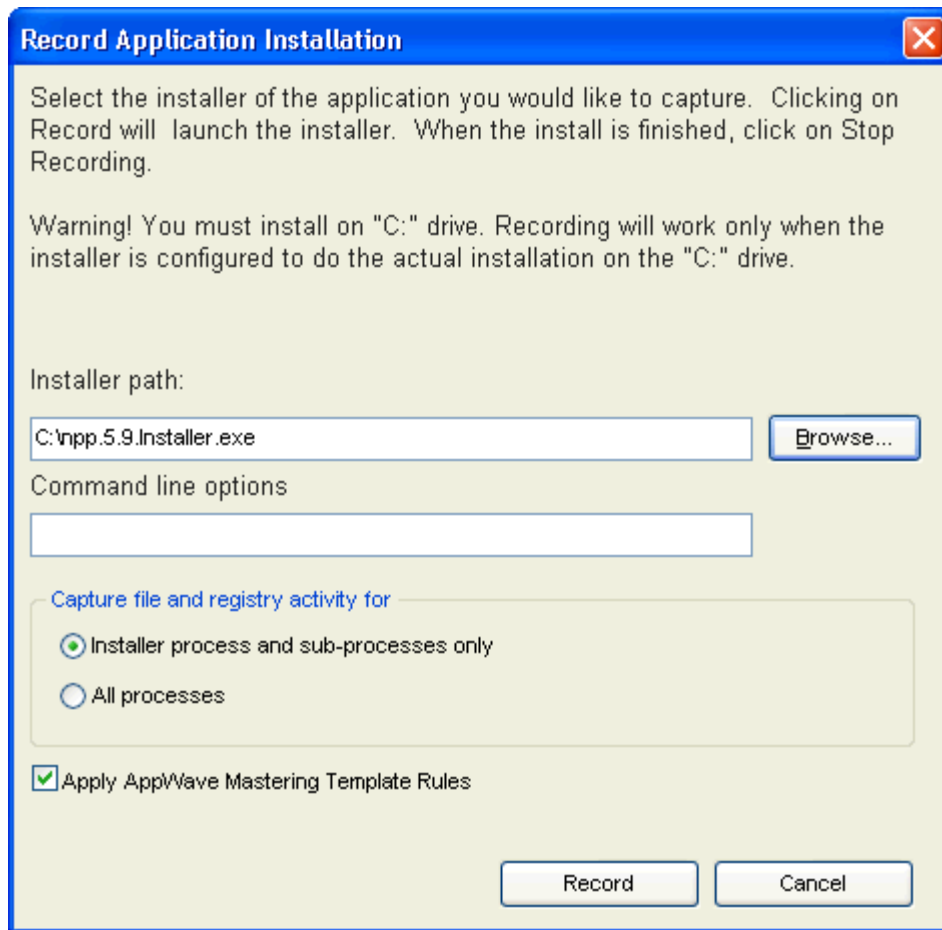 Record Application Installation
Select the installer of the application you would like to capture.  Clicking on
Record will  launch the installer.  When the install is finished, click on Stop
Recording.
Warning! You must install on "C:" drive. Recording will work only when the
installer is configured to do the actual installation on the "C:" drive.
Installer path:
C:\npp.5.9.Installer.exe
Browse...
Command line options
Capture file and registry activity for
Installer process and sub-processes only
All processes
Apply AppWave Mastering Template Rules
Record
Cancel